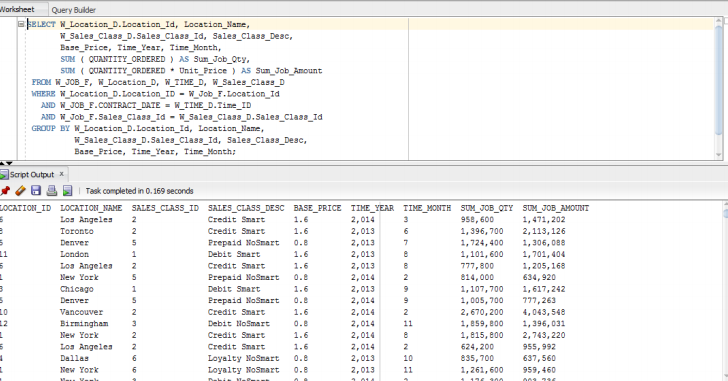 Worksheet Query Builder
SELECT W_Location_D.Location_Id, Location_Name,
W_Sales_Class_D.Sales_Class_Id, Sales_Class_Desc,
Base_Price, Time_Year, Time_Month,
SUM ( QUANTITY_ORDERED ) AS Sum_Job_Qty,
SUM ( QUANTITY_ORDERED * Unit_Price ) AS Sum_Job_Amount
FROM W_JOB_F, W_Location_D, W_TIME_D, W_Sales_Class_D
WHERE W_Location_D.Location_ID = W_Job_F.Location_Id
AND W_JOB_F.CONTRACT_DATE = W_TIME_D.Time_ID
AND W_Job_F.Sales_Class_Id = W_Sales_Class_D.Sales_Class_Id
GROUP BY W_Location_D.Location_Id, Location_Name,
W_Sales_Class_D.Sales_Class_Id, Sales_Class_Desc,
Base_Price, Time_Year, Time_Month;
Script Output x
Task completed in 0.169 seconds
LOCATION_ID LOCATION_NAME SALES_CLASS_ID SALES_CLASS_DESC BASE_PRICE TIME_YEAR TIME_MONTH SUM_JOB_QTY SUM_JOB_AMOUNT
6 Los Angeles 2 Credit Smart 1.6 2,014 3 958,600 1,471,202
8 Toronto 2 Credit Smart 1.6 2,013 6 1,396,700 2,113,126
5 Denver 5 Prepaid NoSmart 0.8 2,013 7 1,724,400 1,306,088
11 London 1 Debit Smart 1.6 2,013 8 1,101,600 1,701,404
6 Los Angeles 2 Credit Smart 1.6 2,013 8 777,800 1,205,168
1 New York 5 Prepaid NoSmart 0.8 2,014 2 814,000 634,920
3 Chicago 1 Debit Smart 1.6 2,013 9 1,107,700 1,617,242
5 Denver 5 Prepaid NoSmart 0.8 2,013 9 1,005,700 777,263
10 Vancouver 2 Credit Smart 1.6 2,014 2 2,670,200 4,043,548
12 Birmingham 3 Debit NoSmart 0.8 2,013 11 1,859,800 1,396,031
1 New York 2 Credit Smart 1.6 2,013 8 1,815,800 2,743,220
6 Los Angeles 2 Credit Smart 1.6 2,014 2 624,200 955,992
4 Dallas 6 Loyalty NoSmart 0.8 2,013 10 835,700 637,560
1 New York 6 Loyalty NoSmart 0.8 2,013 11 1,261,600 959,460